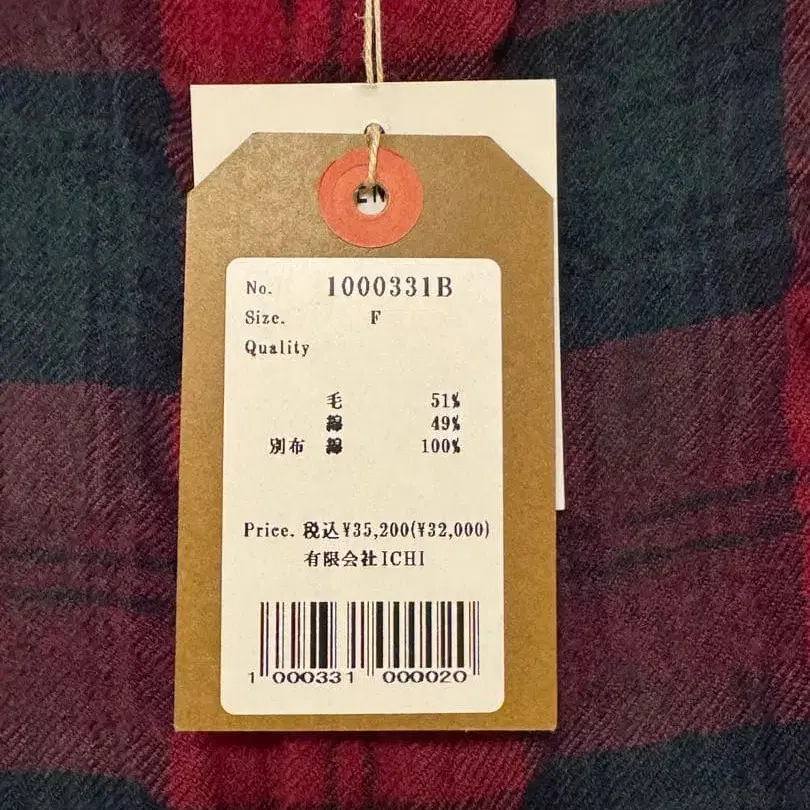 No. 1000331B
Size. F
Quality
毛 51%
綿 49%
別布 綿 100%
Price. 税込¥35,200(¥32,000)
有限会社ICHI
1 000331 000020